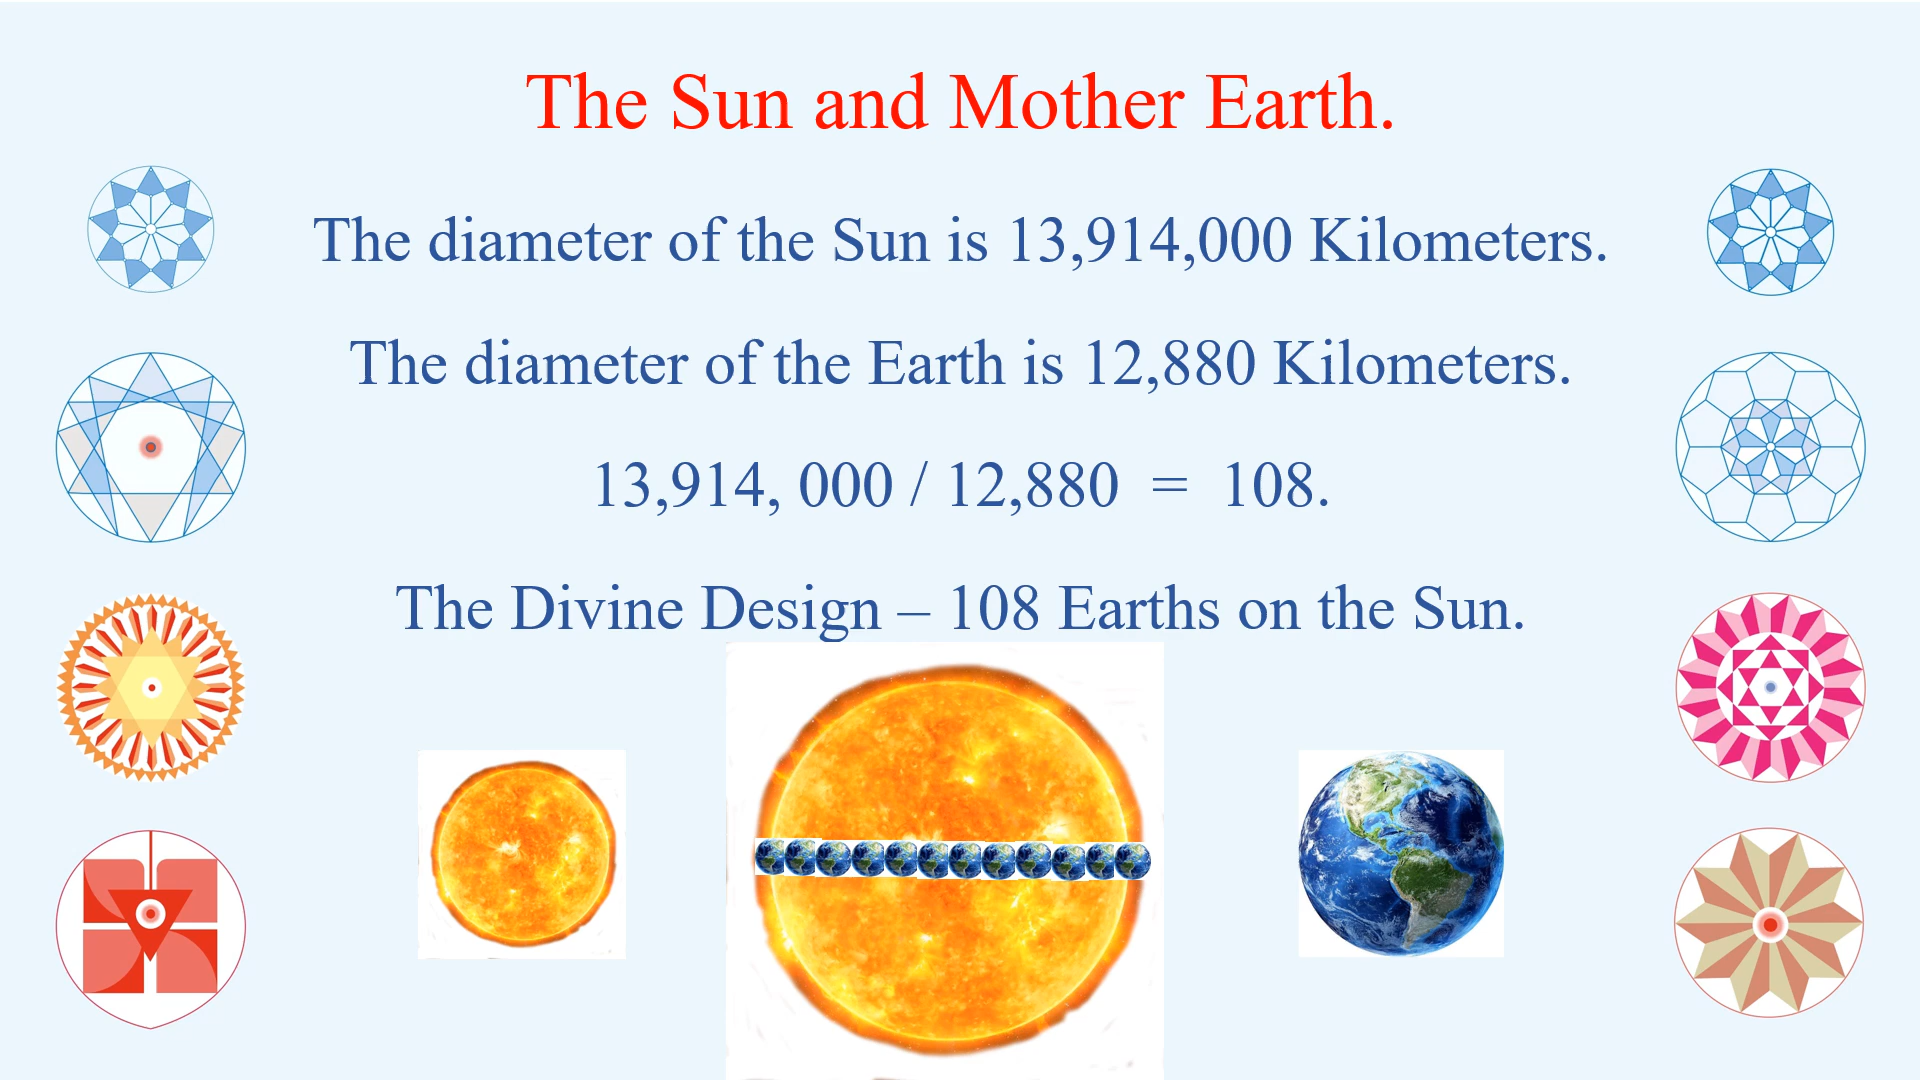 The Sun and Mother Earth.
The diameter of the Sun is 13,914,000 Kilometers.
The diameter of the Earth is 12,880 Kilometers.
13,914, 000 / 12,880 = 108.
The Divine Design – 108 Earths on the Sun.